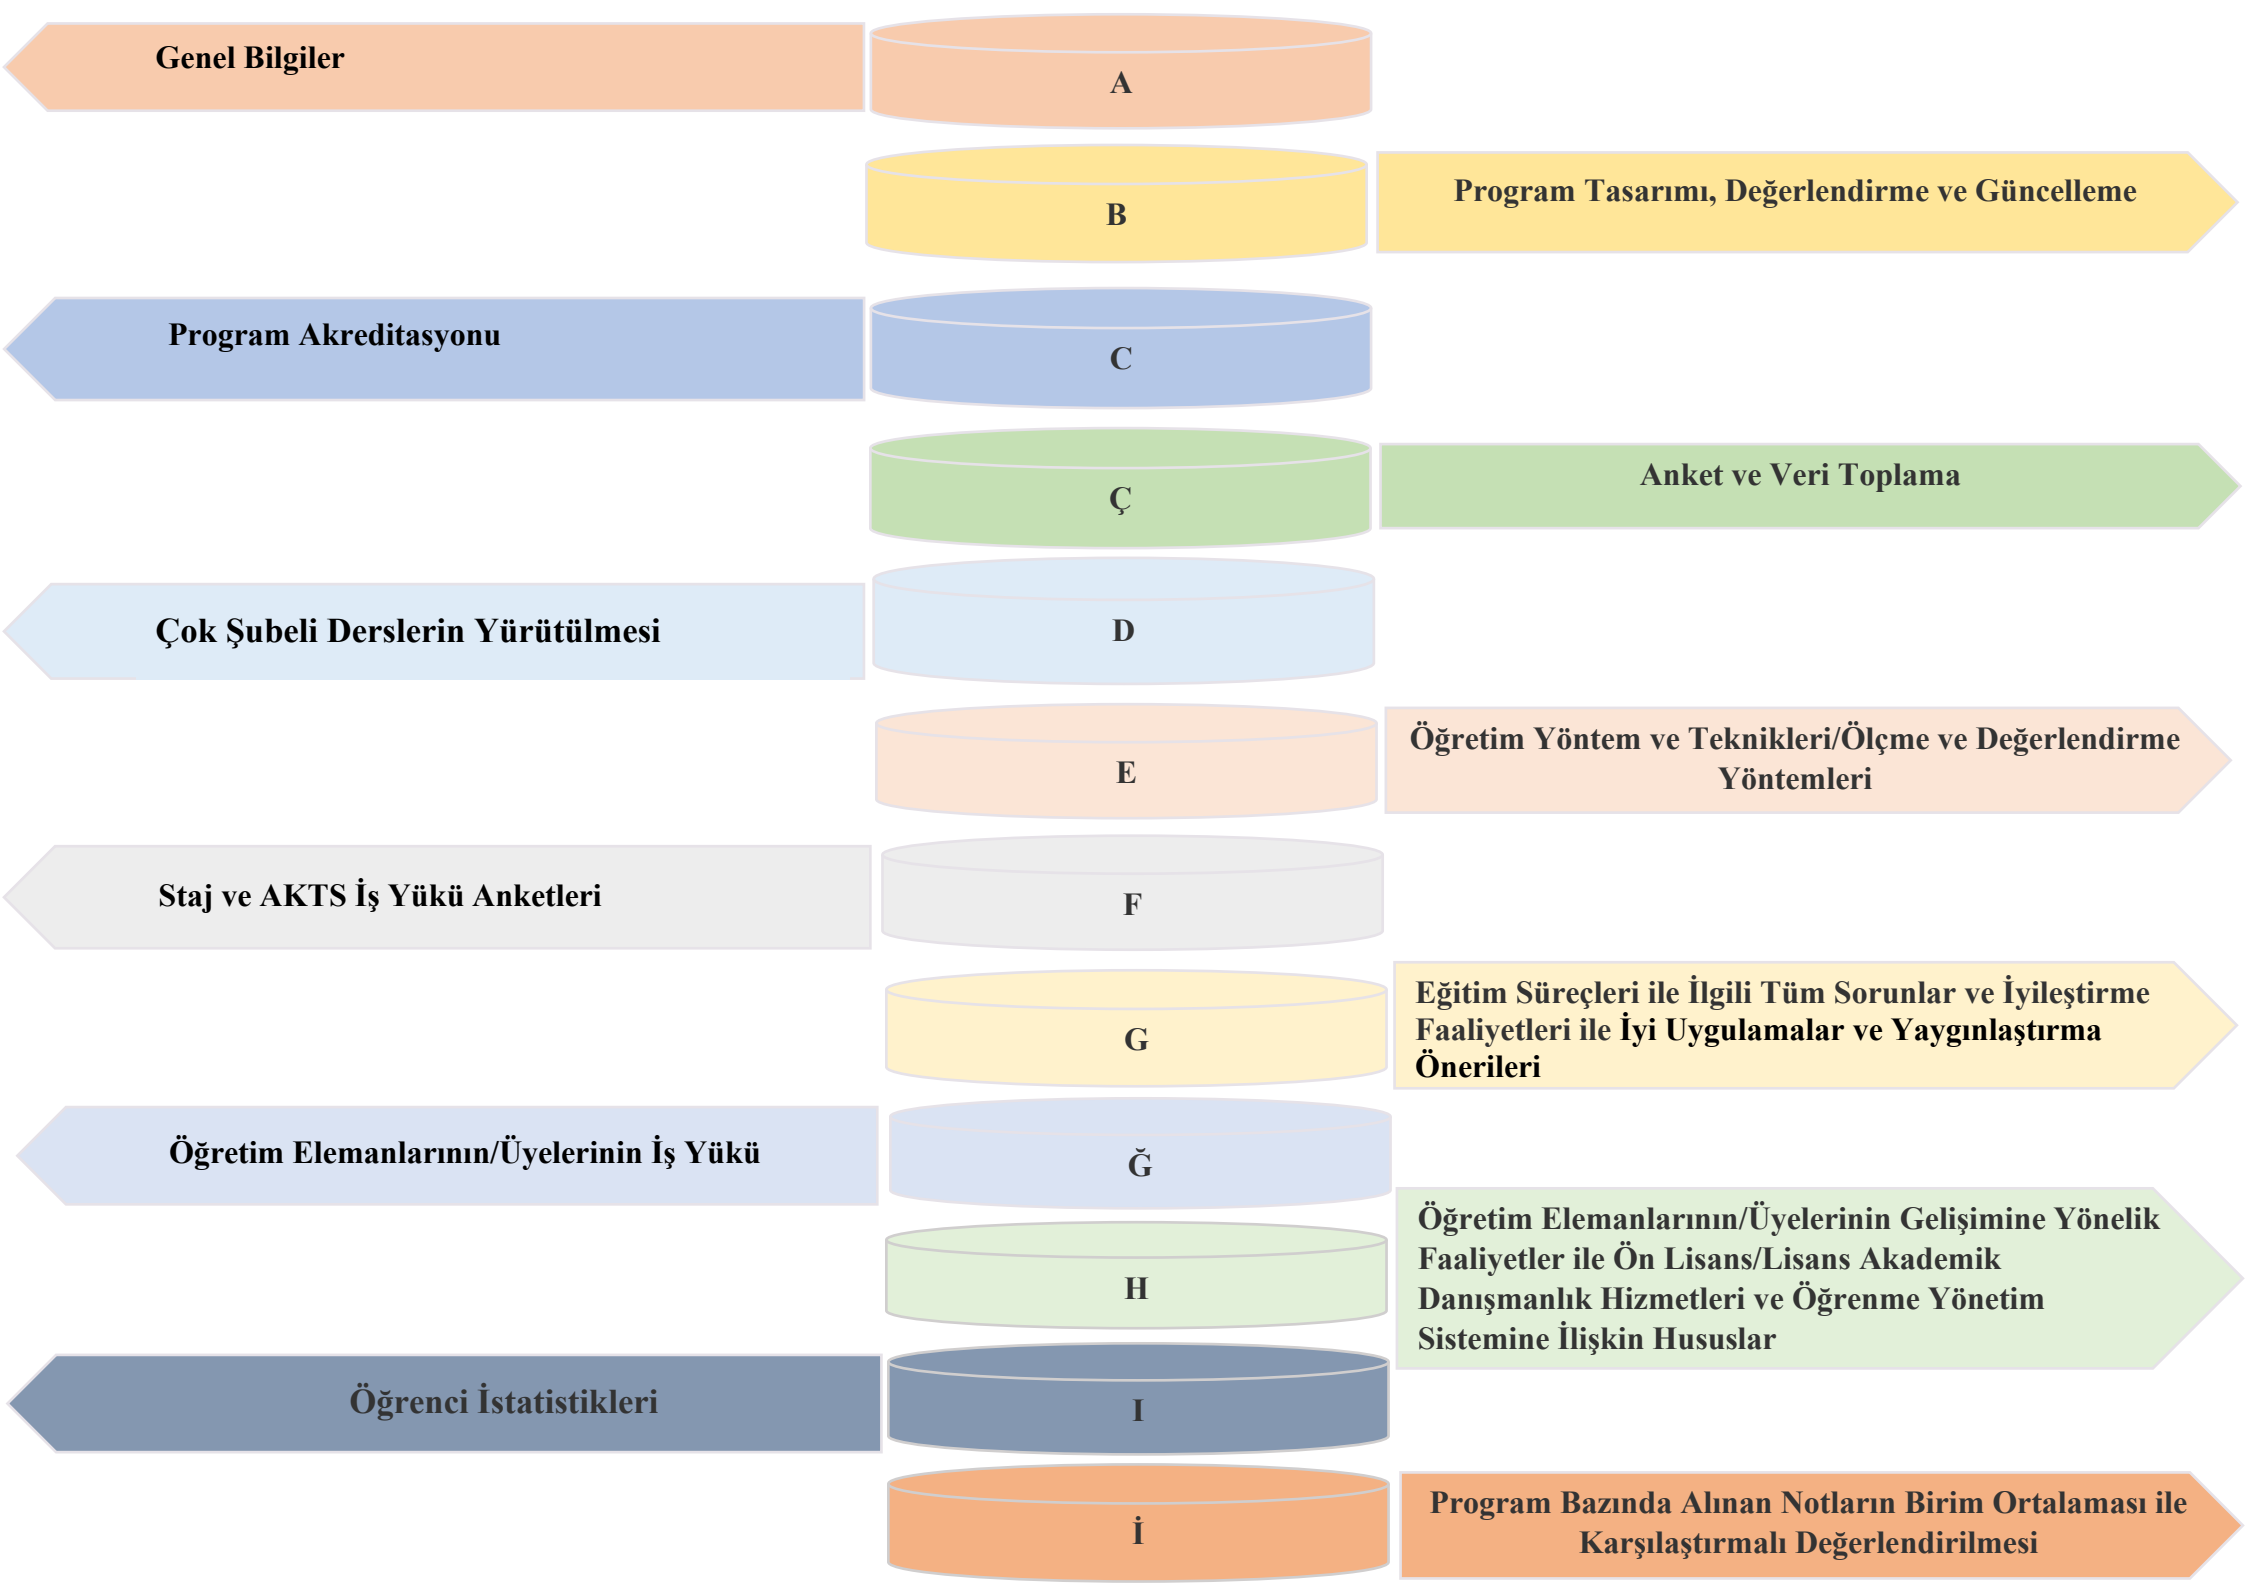 Genel Bilgiler
A
B
Program Tasarımı, Değerlendirme ve Güncelleme
Program Akreditasyonu
C
Ç
Anket ve Veri Toplama
Çok Şubeli Derslerin Yürütülmesi
D
E
Öğretim Yöntem ve Teknikleri/Ölçme ve Değerlendirme
Yöntemleri
Staj ve AKTS İş Yükü Anketleri
F
G
Eğitim Süreçleri ile İlgili Tüm Sorunlar ve İyileştirme
Faaliyetleri ile İyi Uygulamalar ve Yaygınlaştırma
Önerileri
Öğretim Elemanlarının/Üyelerinin İş Yükü
Ğ
H
Öğretim Elemanlarının/Üyelerinin Gelişimine Yönelik
Faaliyetler ile Ön Lisans/Lisans Akademik
Danışmanlık Hizmetleri ve Öğrenme Yönetim
Sistemine İlişkin Hususlar
Öğrenci İstatistikleri
I
İ
Program Bazında Alınan Notların Birim Ortalaması ile
Karşılaştırmalı Değerlendirilmesi